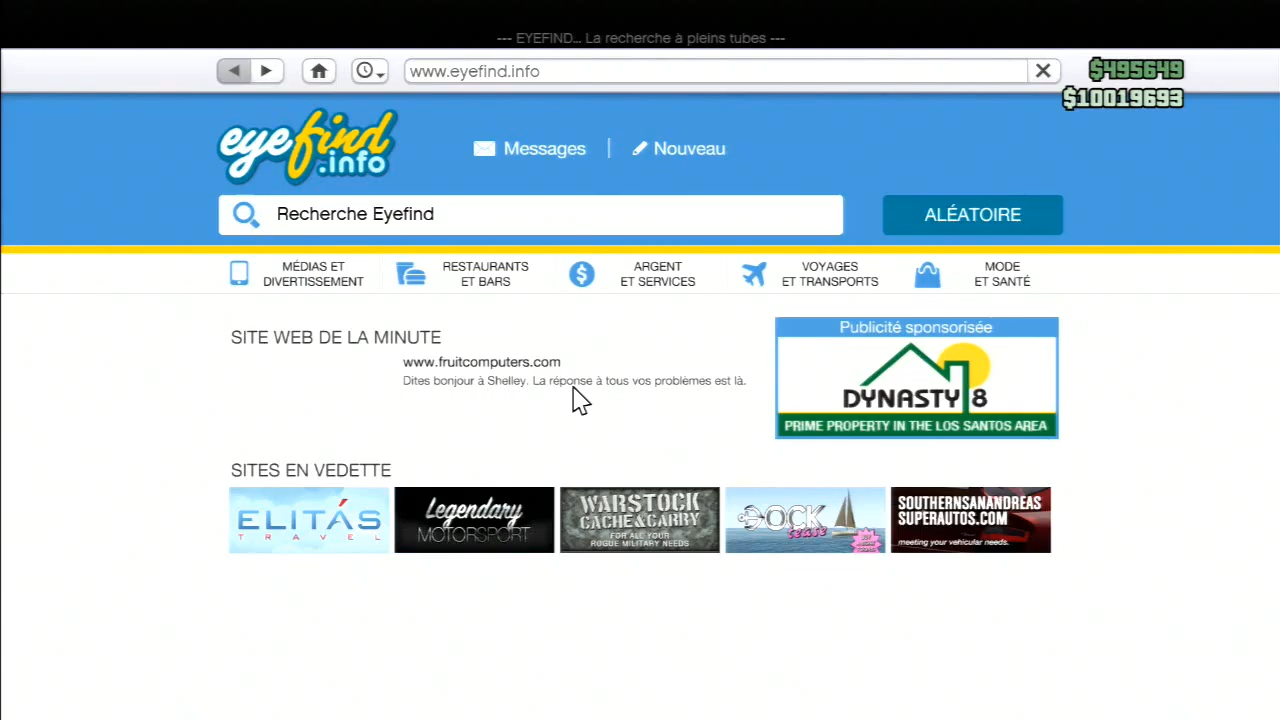 --- EYEFIND... La recherche à pleins tubes ---
www.eyefind.info
$495649
$10019693
eyefind.info
Messages
Nouveau
Recherche Eyefind
ALÉATOIRE
MÉDIAS ET
DIVERTISSEMENT
RESTAURANTS
ET BARS
ARGENT
ET SERVICES
VOYAGES
ET TRANSPORTS
MODE
ET SANTÉ
SITE WEB DE LA MINUTE
www.fruitcomputers.com
Dites bonjour à Shelley. La réponse à tous vos problèmes est là.
Publicité sponsorisée
DYNASTY 8
PRIME PROPERTY IN THE LOS SANTOS AREA
SITES EN VEDETTE
ELITÁS
TRAVEL
Legendary
MOTORSPORT
WARSTOCK
CACHE&CARRY
FOR ALL YOUR
ROGUE MILITARY NEEDS
DOCK
tease
SOUTHERNSANANDREAS
SUPERAUTOS.COM
meeting your vehicular needs.